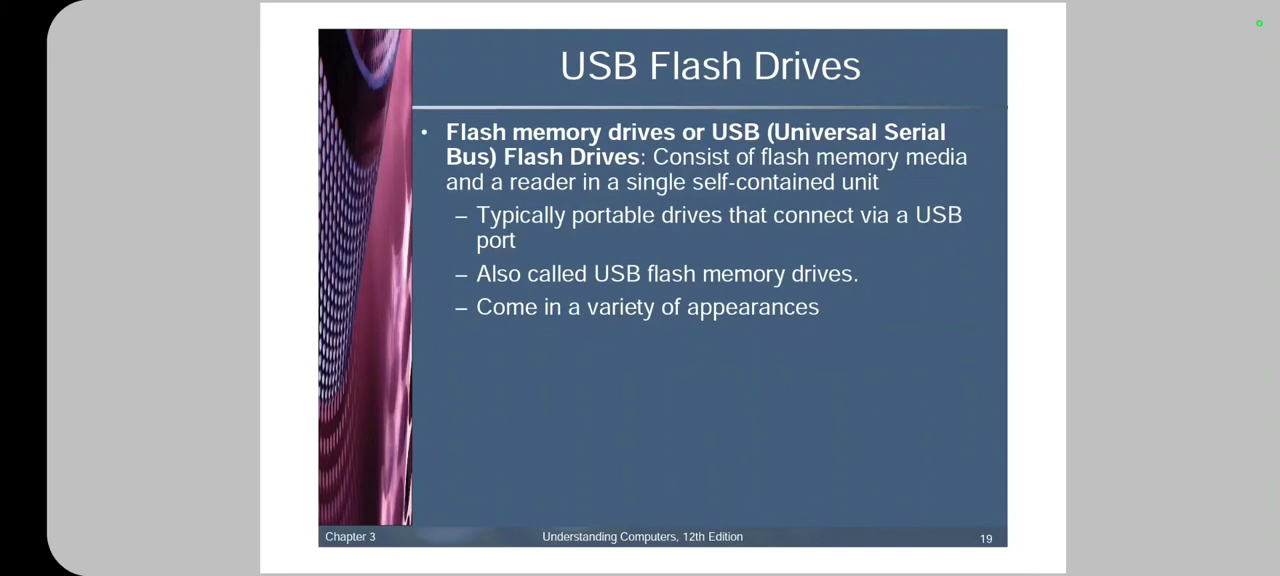 USB Flash Drives
• Flash memory drives or USB (Universal Serial
Bus) Flash Drives: Consist of flash memory media
and a reader in a single self-contained unit
– Typically portable drives that connect via a USB
port
– Also called USB flash memory drives.
– Come in a variety of appearances
Chapter 3
Understanding Computers, 12th Edition
19